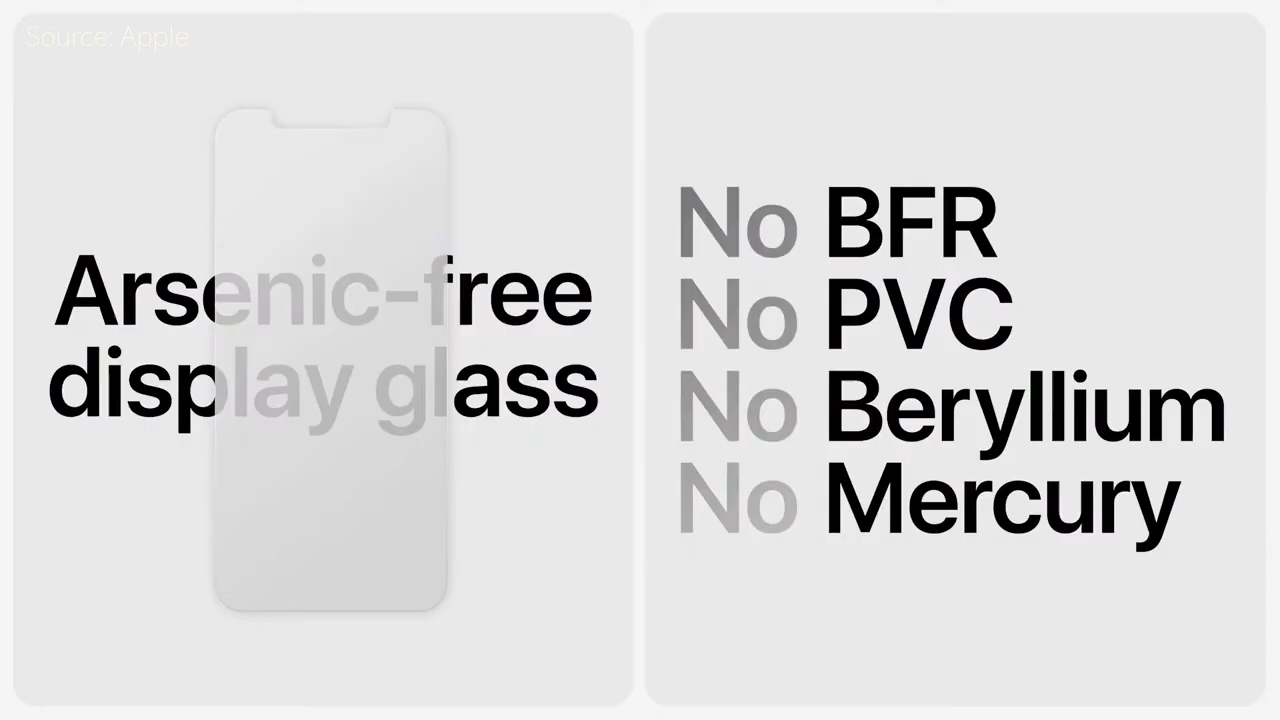 Source: Apple
Arsenic-free
display glass
No BFR
No PVC
No Beryllium
No Mercury